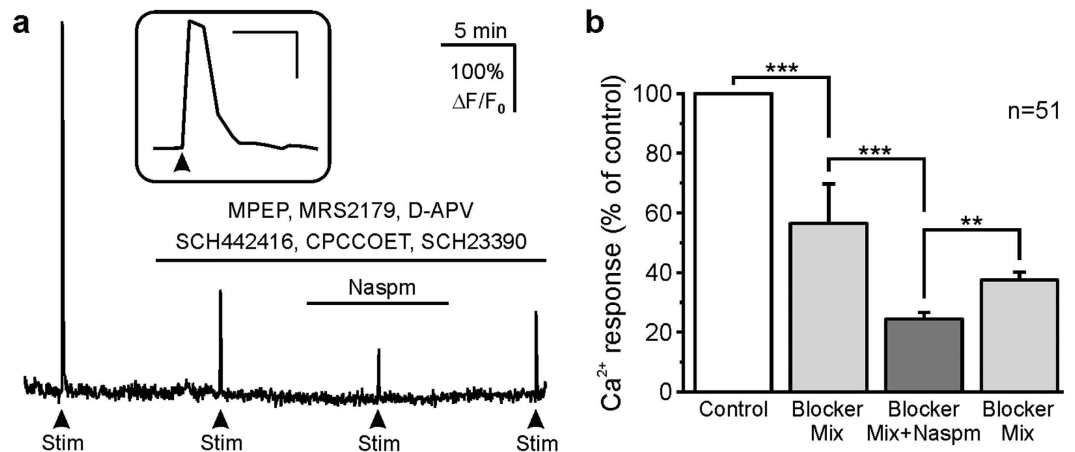 a
5 min
100%
ΔF/F₀
MPEP, MRS2179, D-APV
SCH442416, CPCCOET, SCH23390
Naspm
Stim
Stim
Stim
Stim
b
Ca²⁺ response (% of control)
100
80
60
40
20
0
***
***
**
n=51
Control
Blocker
Mix
Blocker
Mix+Naspm
Blocker
Mix